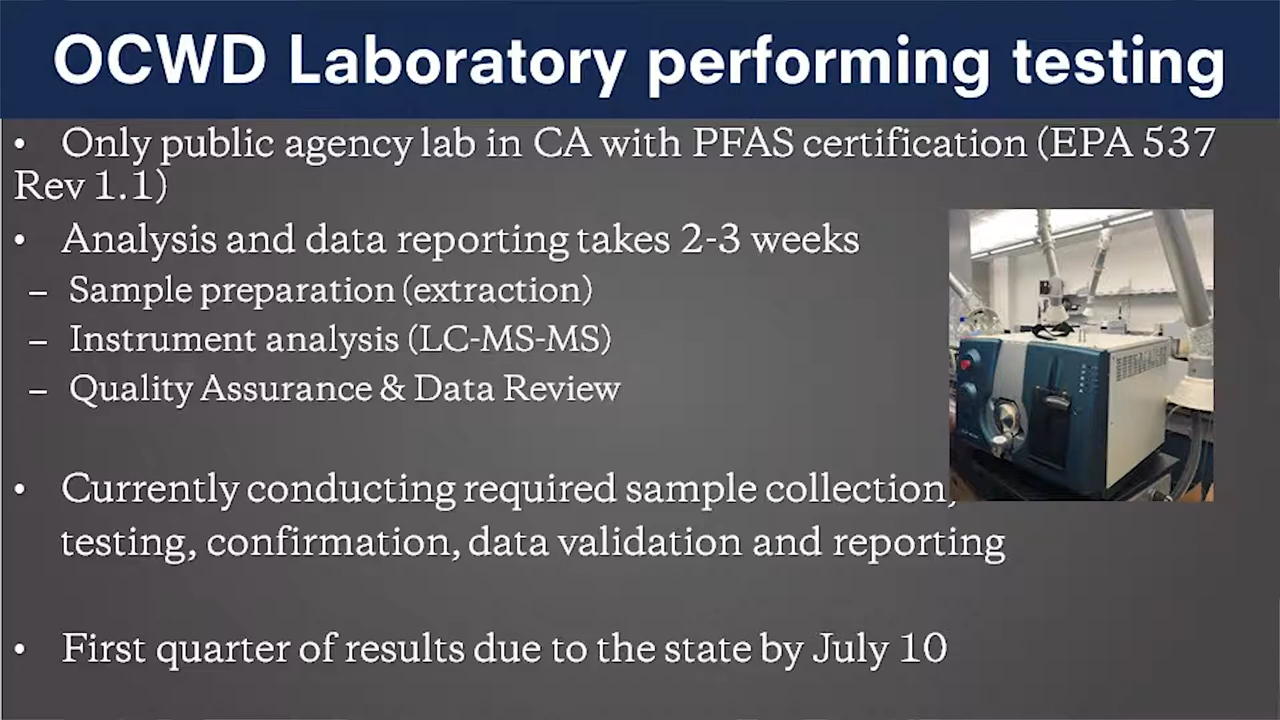 OCWD Laboratory performing testing
• Only public agency lab in CA with PFAS certification (EPA 537
Rev 1.1)
• Analysis and data reporting takes 2-3 weeks
– Sample preparation (extraction)
– Instrument analysis (LC-MS-MS)
– Quality Assurance & Data Review
• Currently conducting required sample collection,
testing, confirmation, data validation and reporting
• First quarter of results due to the state by July 10